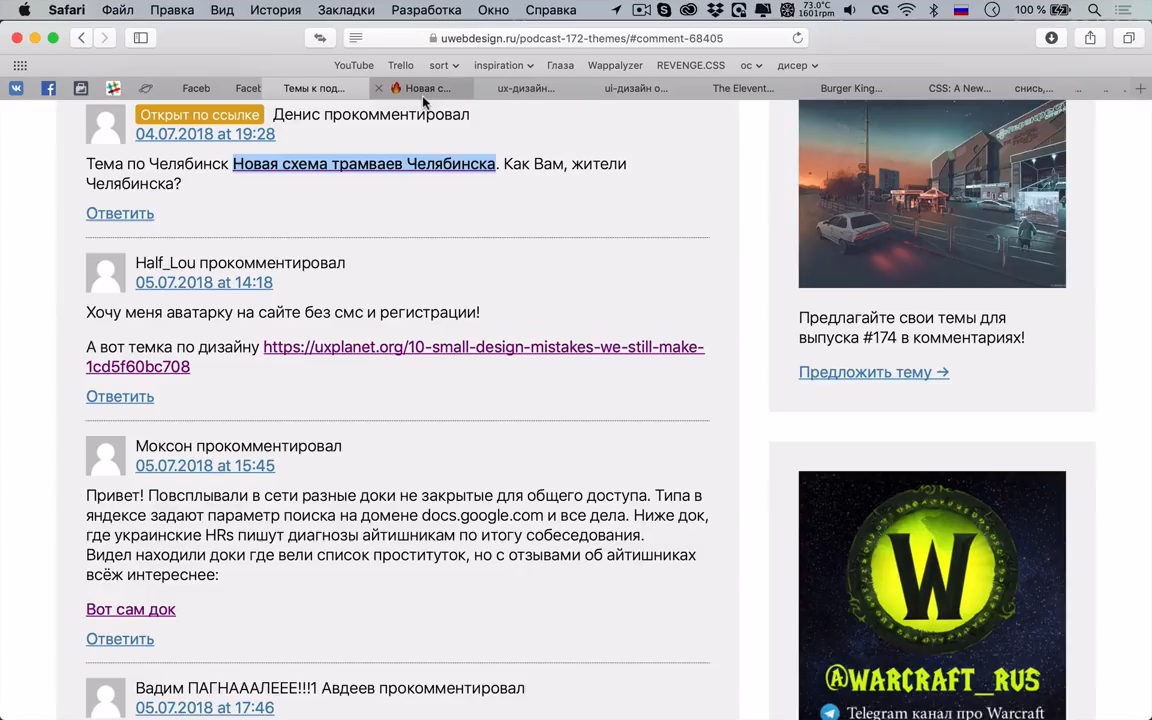 Safari Файл Правка Вид История Закладки Разработка Окно Справка 73.0°C 1601rpm 100 %
uwebdesign.ru/podcast-172-themes/#comment-68405
YouTube Trello sort inspiration Глаза Wappalyzer REVENGE.CSS ос дисер
Faceb Faceb Темы к под... Новая с... ux-дизайн... ui-дизайн о... The Elevent... Burger King... CSS: A New... снись,... ... .. ..
Открыт по ссылке Денис прокомментировал
04.07.2018 at 19:28
Тема по Челябинск Новая схема трамваев Челябинска. Как Вам, жители
Челябинска?
Ответить
Half_Lou прокомментировал
05.07.2018 at 14:18
Хочу меня аватарку на сайте без смс и регистрации!
А вот темка по дизайну https://uxplanet.org/10-small-design-mistakes-we-still-make-
1cd5f60bc708
Ответить
Моксон прокомментировал
05.07.2018 at 15:45
Привет! Повсплывали в сети разные доки не закрытые для общего доступа. Типа в
яндексе задают параметр поиска на домене docs.google.com и все дела. Ниже док,
где украинские HRs пишут диагнозы айтишникам по итогу собеседования.
Видел находили доки где вели список проституток, но с отзывами об айтишниках
всёж интереснее:
Вот сам док
Ответить
Вадим ПАГНАААЛЕЕЕ!!!1 Авдеев прокомментировал
05.07.2018 at 17:46
Предлагайте свои темы для
выпуска #174 в комментариях!
Предложить тему →
W
@WARCRAFT_RUS
Telegram канал про Warcraft